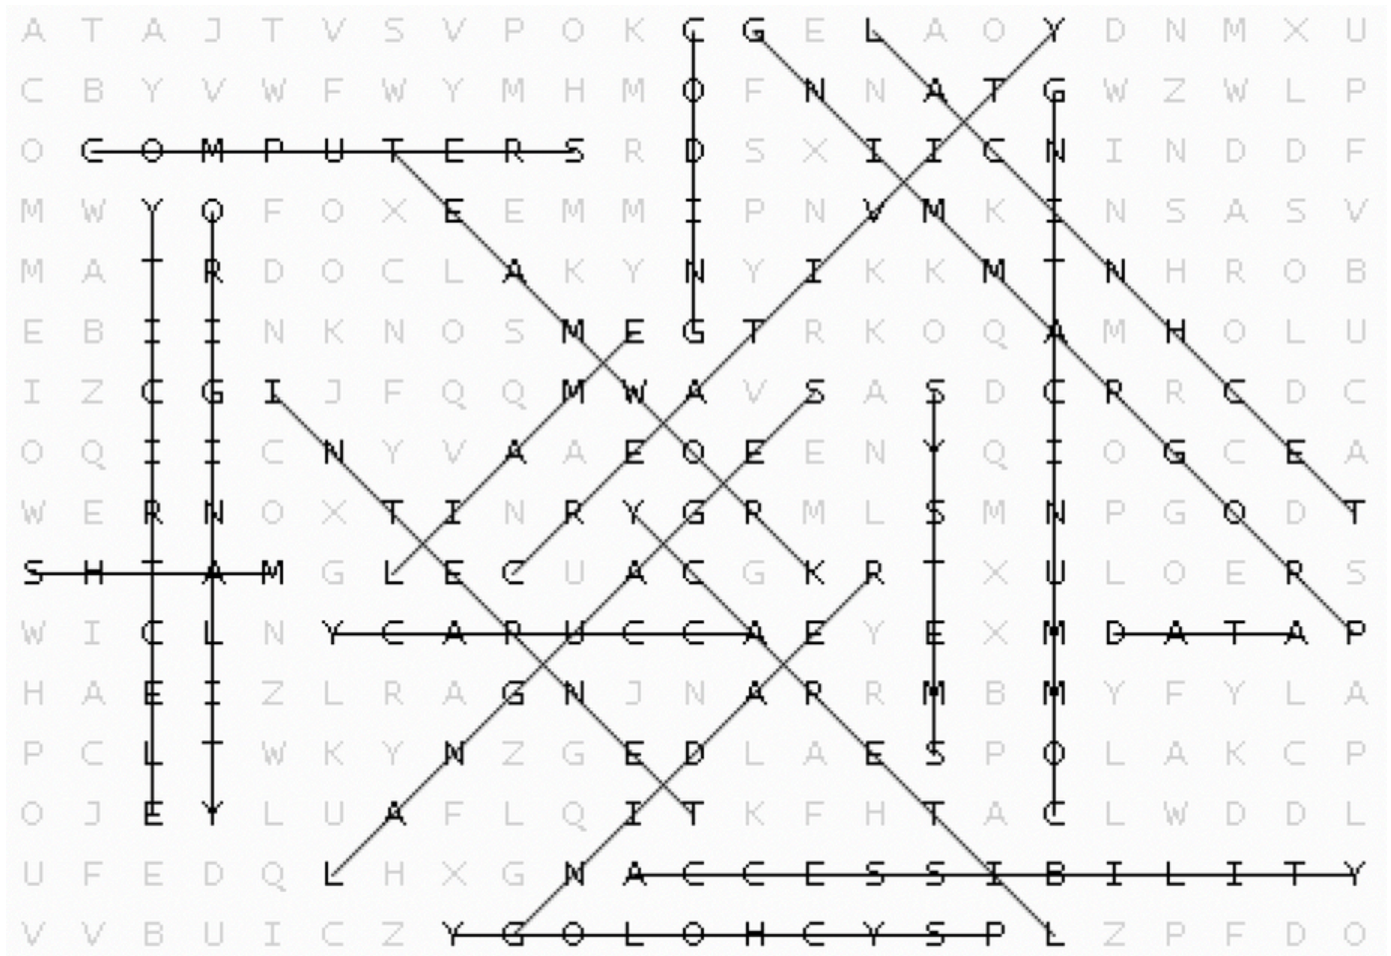 A T A J T V S V P O K C G E L A O Y D N M X U
C B Y V W F W Y M H M O F N N A T G W Z W L P
O C O M P U T E R S R D S X I I C N I N D D F
M W Y O F O X E E M M I P N V M K I N S A S V
M A T R D O C L A K Y N Y I K K M T N H R O B
E B I I N K N O S M E G T R K O Q A M H O L U
I Z C G I J F Q Q M W A V S A S D C R R C D C
O Q I I C N Y V A A E O E E N Y Q I O G C E A
W E R N O X T I N R Y G R M L S M N P G O D T
S H T A M G L E C U A C G K R T X U L O E R S
W I C L N Y C A R U C C A E Y E X M D A T A P
H A E I Z L R A G N J N A R R M B M Y F Y L A
P C L T W K Y N Z G E D L A E S P O L A K C P
O J E Y L U A F L Q I T K F H T A C L W D D L
U F E D Q L H X G N A C C E S S I B I L I T Y
V V B U I C Z Y G O L O H C Y S P L Z P F D O